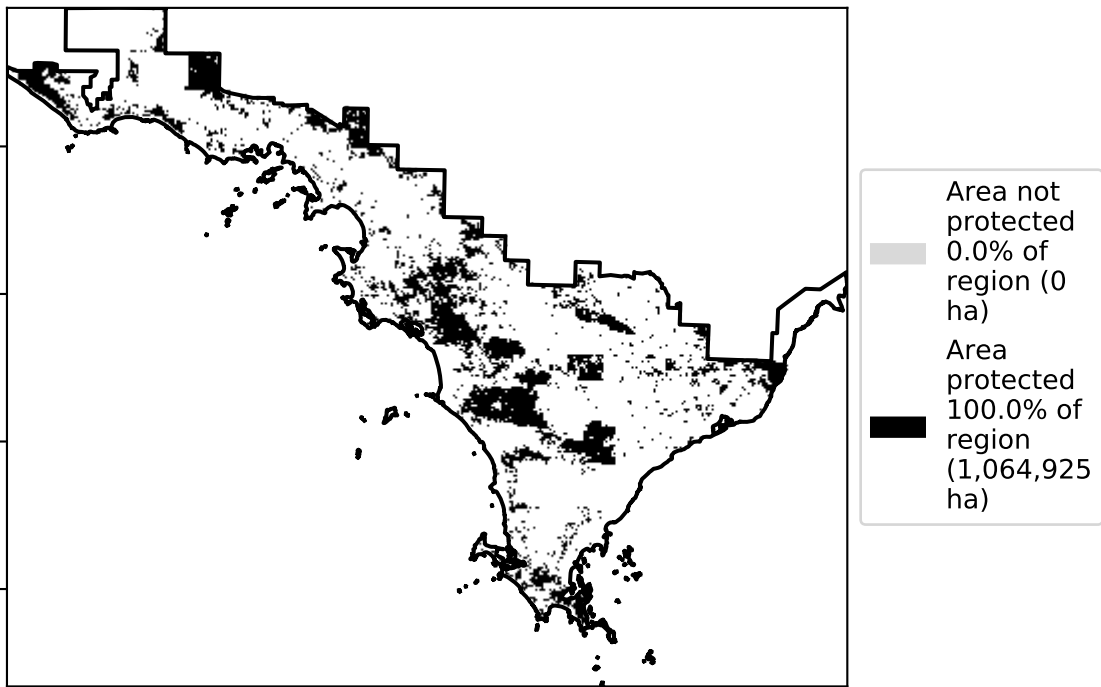 Area not
protected
0.0% of
region (0
ha)
Area
protected
100.0% of
region
(1,064,925
ha)